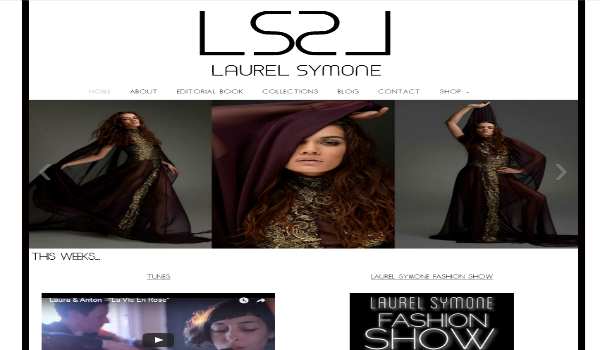 LSSL
LAUREL SYMONE
HOME ABOUT EDITORIAL BOOK COLLECTIONS BLOG CONTACT SHOP
THIS WEEKS...
TUNES LAUREL SYMONE FASHION SHOW
Laura & Anton - "La Vie En Rose"
LAUREL SYMONE
FASHION
SHOW